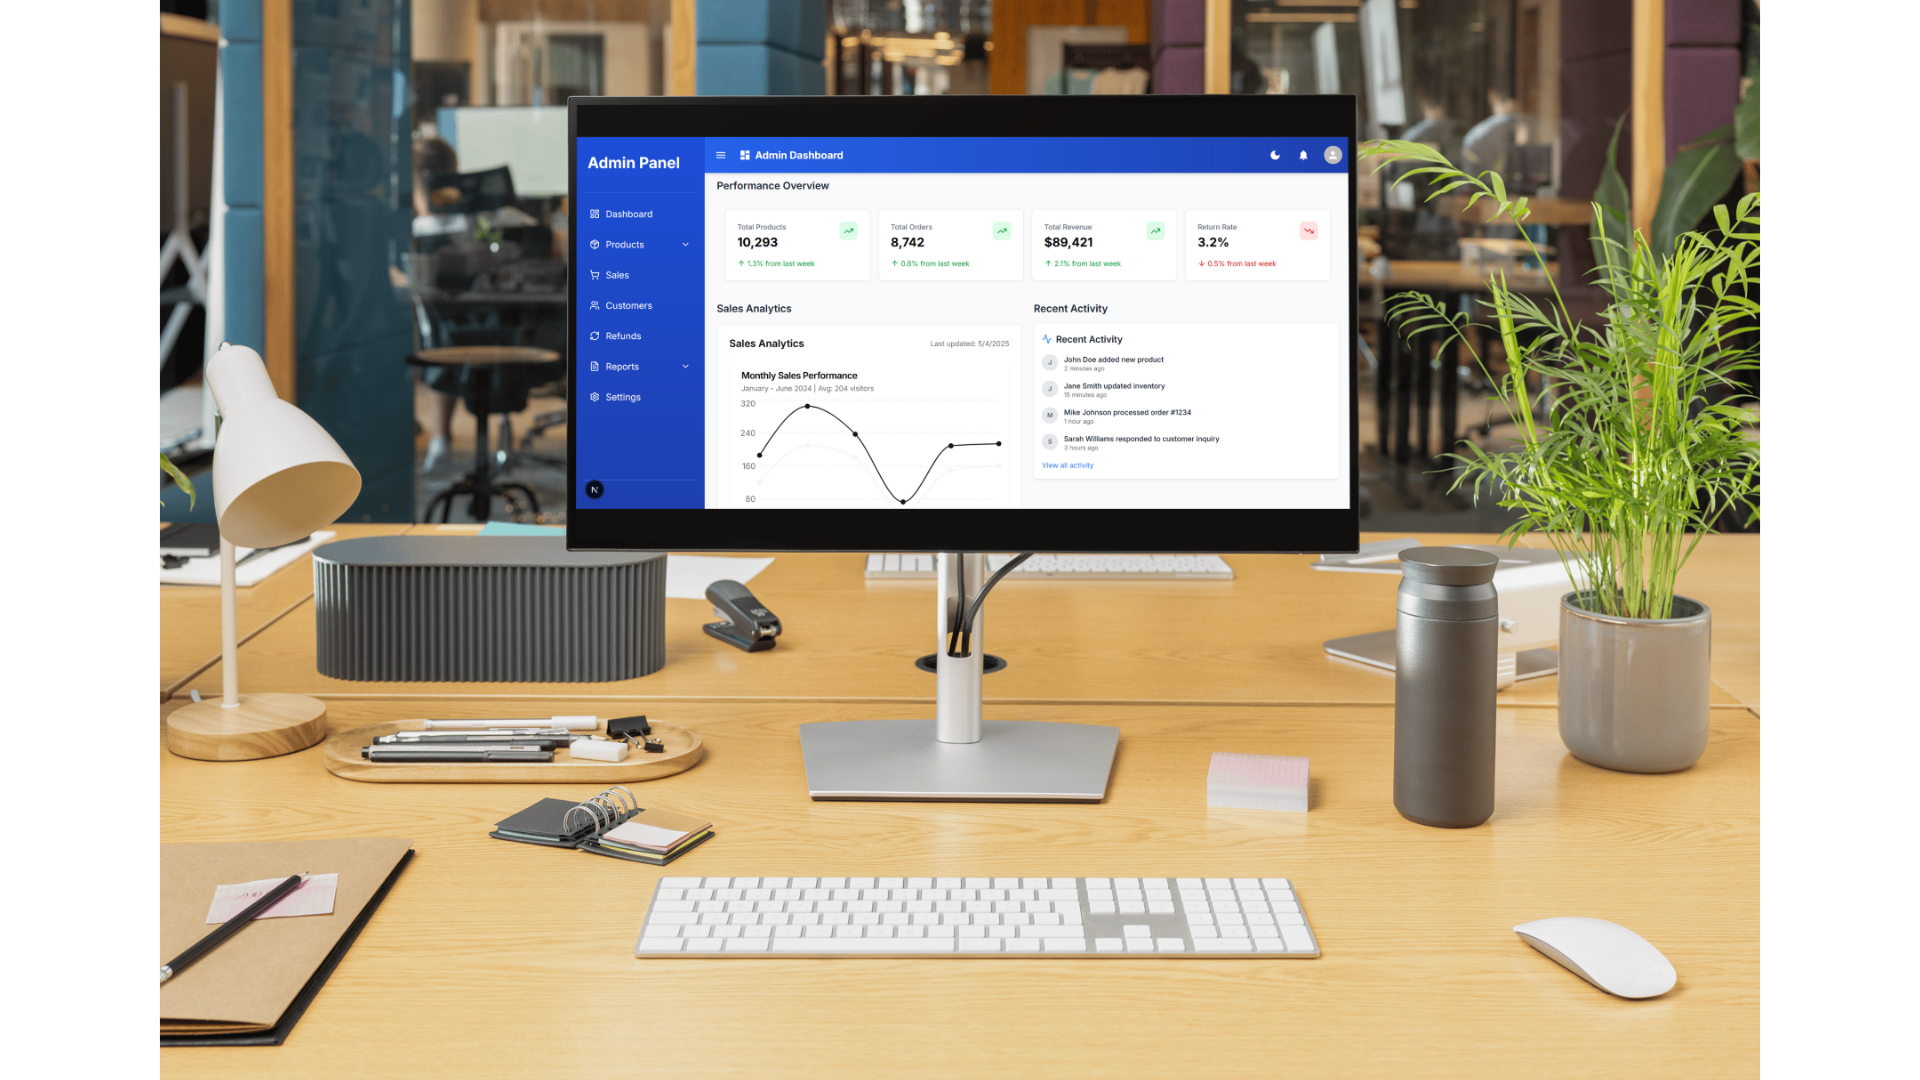 Admin Panel
Dashboard
Products
Sales
Customers
Refunds
Reports
Settings
N
Admin Dashboard
Performance Overview
Total Products
10,293
↑ 1.3% from last week
Total Orders
8,742
↑ 0.8% from last week
Total Revenue
$89,421
↑ 2.1% from last week
Return Rate
3.2%
↓ 0.5% from last week
Sales Analytics
Sales Analytics
Last updated: 5/4/2025
Monthly Sales Performance
January - June 2024 | Avg: 204 visitors
320
240
160
80
Recent Activity
Recent Activity
J
John Doe added new product
2 minutes ago
J
Jane Smith updated inventory
15 minutes ago
M
Mike Johnson processed order #1234
1 hour ago
S
Sarah Williams responded to customer inquiry
3 hours ago
View all activity